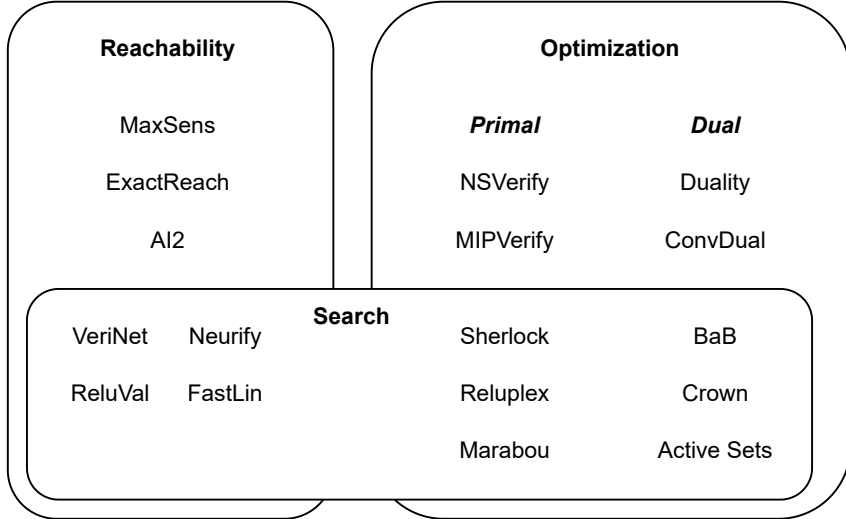 Reachability
MaxSens
ExactReach
AI2
Optimization
Primal Dual
NSVerify Duality
MIPVerify ConvDual
Search
VeriNet Neurify Sherlock BaB
ReluVal FastLin Reluplex Crown
Marabou Active Sets